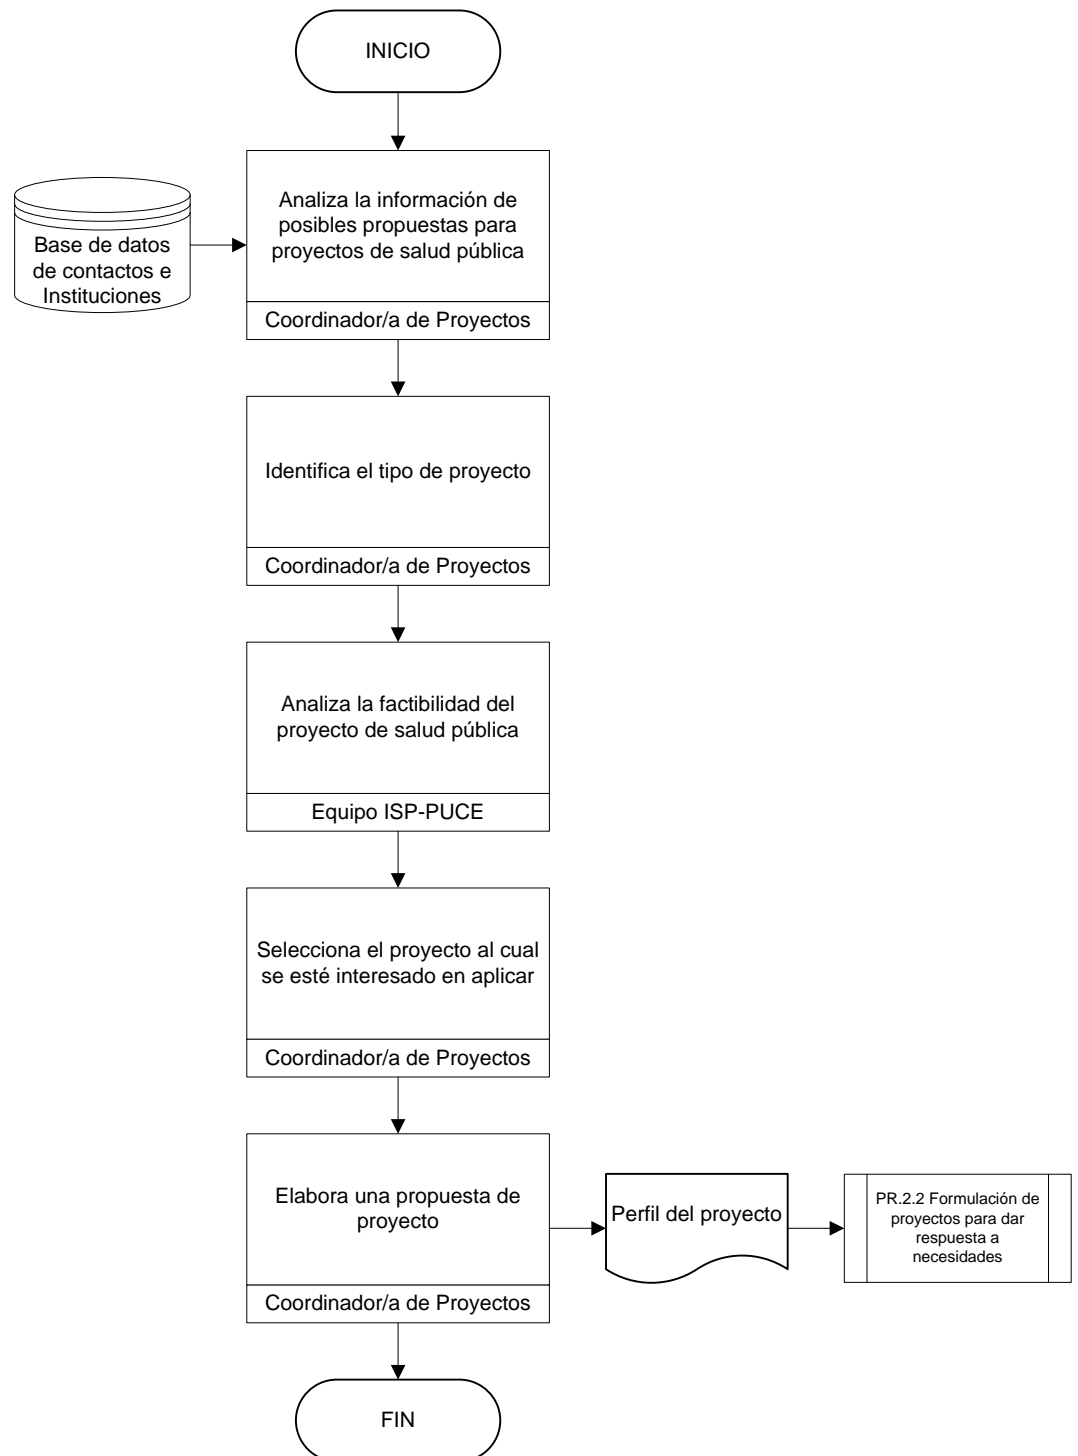 INICIO
Base de datos
de contactos e
Instituciones
Analiza la información de
posibles propuestas para
proyectos de salud pública
Coordinador/a de Proyectos
Identifica el tipo de proyecto
Coordinador/a de Proyectos
Analiza la factibilidad del
proyecto de salud pública
Equipo ISP-PUCE
Selecciona el proyecto al cual
se esté interesado en aplicar
Coordinador/a de Proyectos
Elabora una propuesta de
proyecto
Coordinador/a de Proyectos
Perfil del proyecto
PR.2.2 Formulación de
proyectos para dar
respuesta a
necesidades
FIN